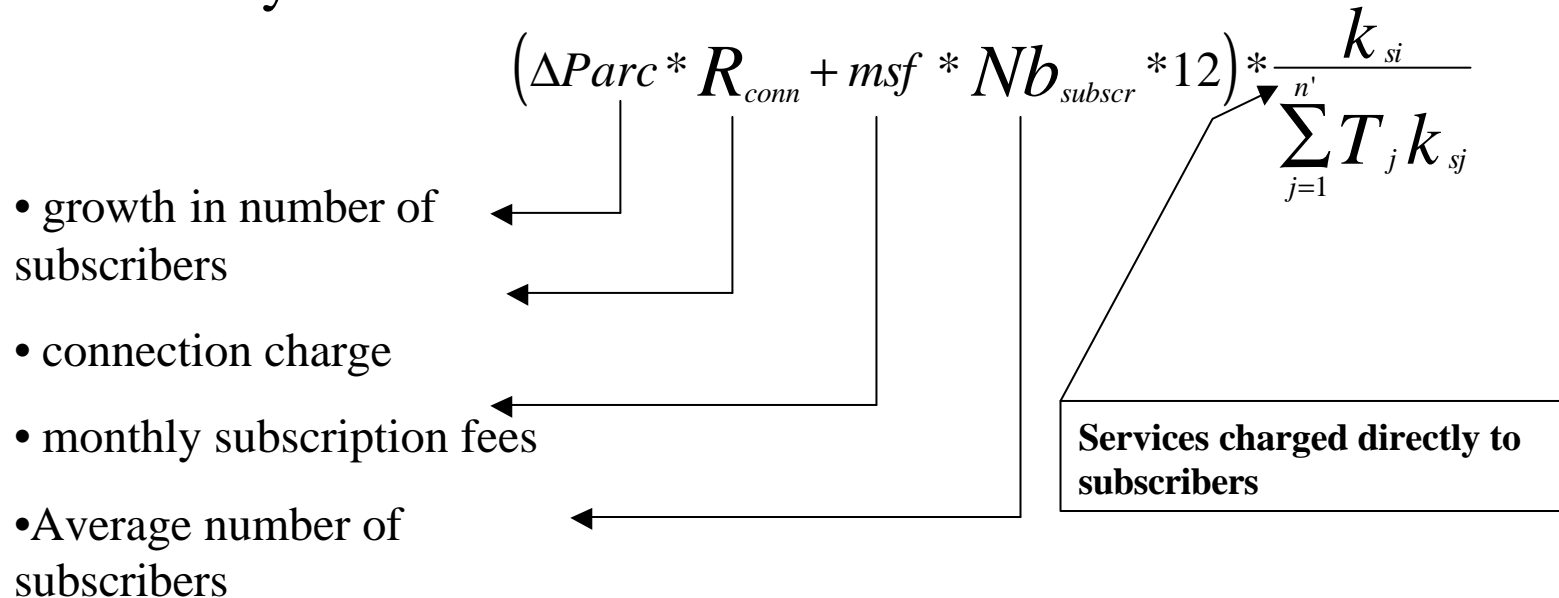 (ΔParc * R_conn + msf * Nb_subscr * 12) * k_si / ∑_{j=1}^{n'} T_j k_sj
• growth in number of
subscribers
• connection charge
• monthly subscription fees
•Average number of
subscribers
Services charged directly to
subscribers